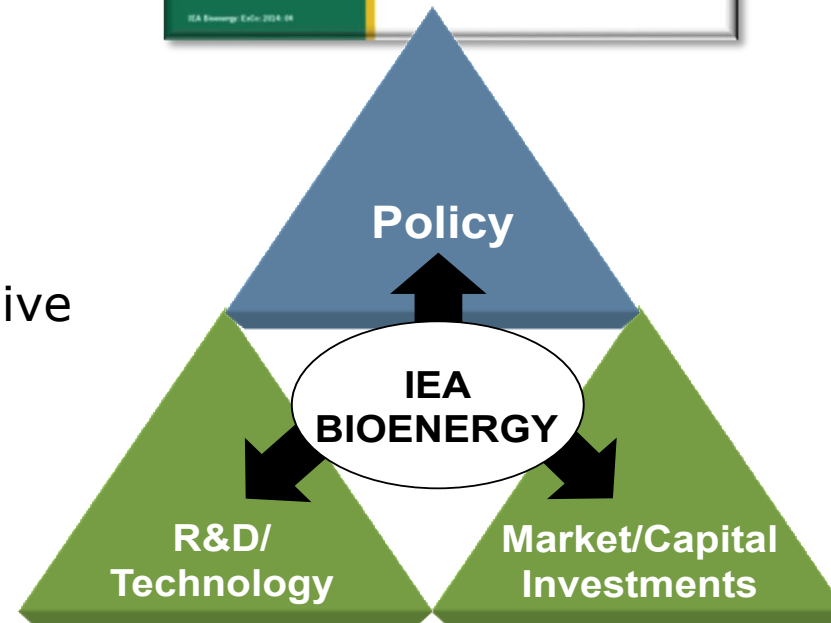 IEA Bioenergy: ExCo: 2014: 04
Policy
ive
IEA
BIOENERGY
R&D/
Technology
Market/Capital
Investments